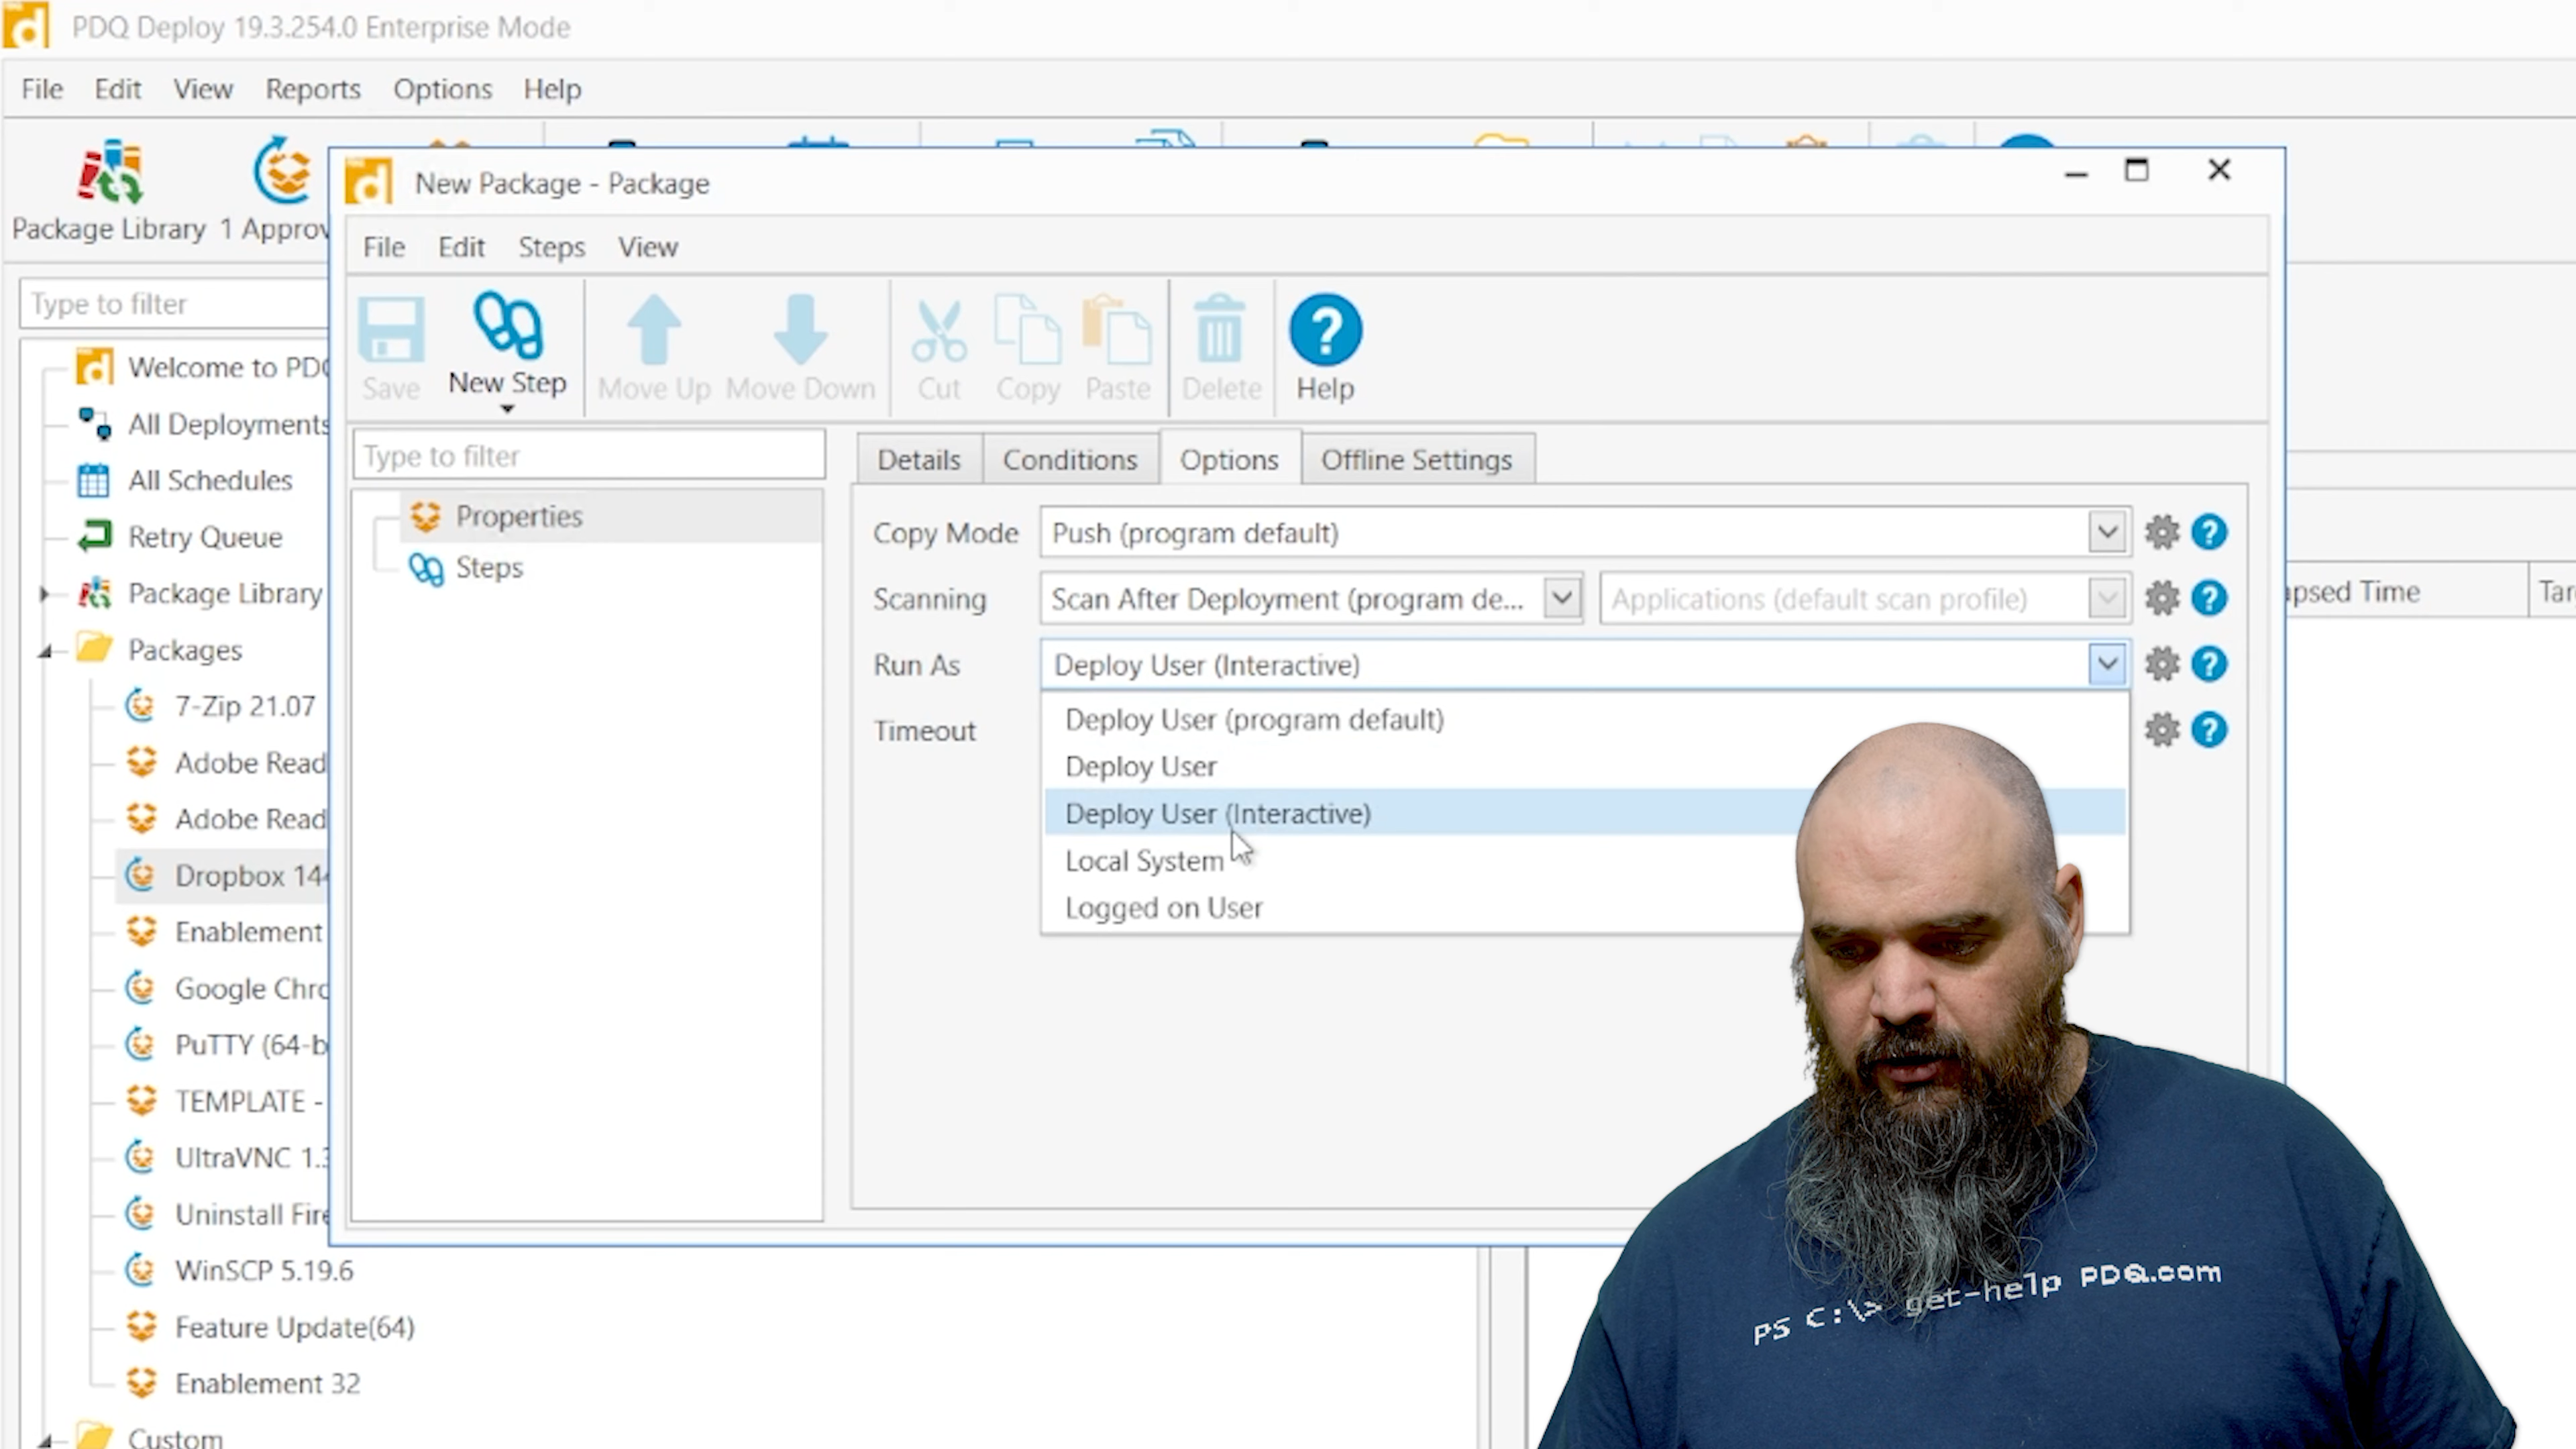 PDQ Deploy 19.3.254.0 Enterprise Mode
File Edit View Reports Options Help
Package Library 1 Approv
Type to filter
Welcome to PDQ
All Deployments
All Schedules
Retry Queue
Package Library
Packages
7-Zip 21.07
Adobe Read
Adobe Read
Dropbox 14
Enablement
Google Chro
PuTTY (64-b
TEMPLATE -
UltraVNC 1.3
Uninstall Fire
WinSCP 5.19.6
Feature Update(64)
Enablement 32
Custom
New Package - Package
File Edit Steps View
Save New Step Move Up Move Down Cut Copy Paste Delete Help
Type to filter
Properties
Steps
Details Conditions Options Offline Settings
Copy Mode Push (program default)
Scanning Scan After Deployment (program de... Applications (default scan profile)
Run As Deploy User (Interactive)
Timeout
Deploy User (program default)
Deploy User
Deploy User (Interactive)
Local System
Logged on User
apsed Time Tar
PS C:\> get-help PDQ.com